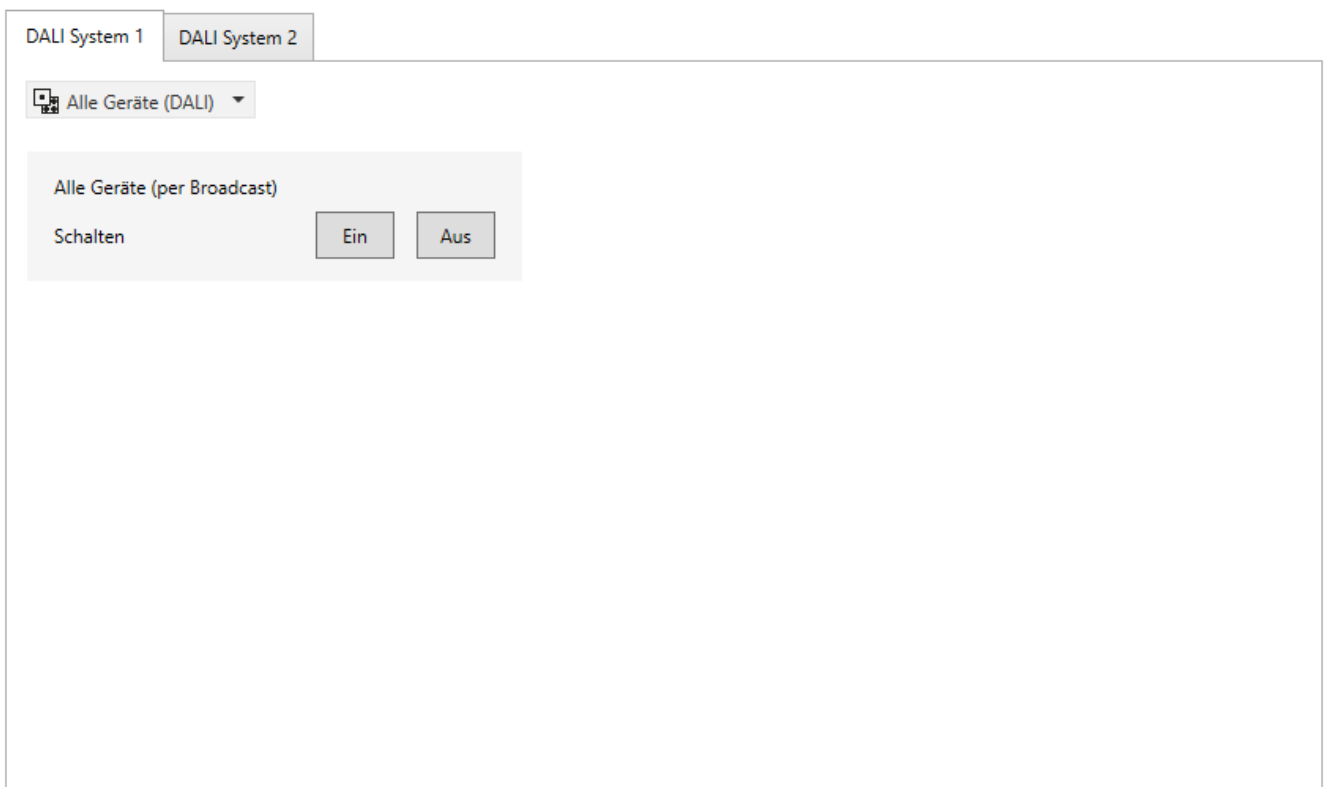 DALI System 1 DALI System 2
Alle Geräte (DALI)
Alle Geräte (per Broadcast)
Schalten Ein Aus